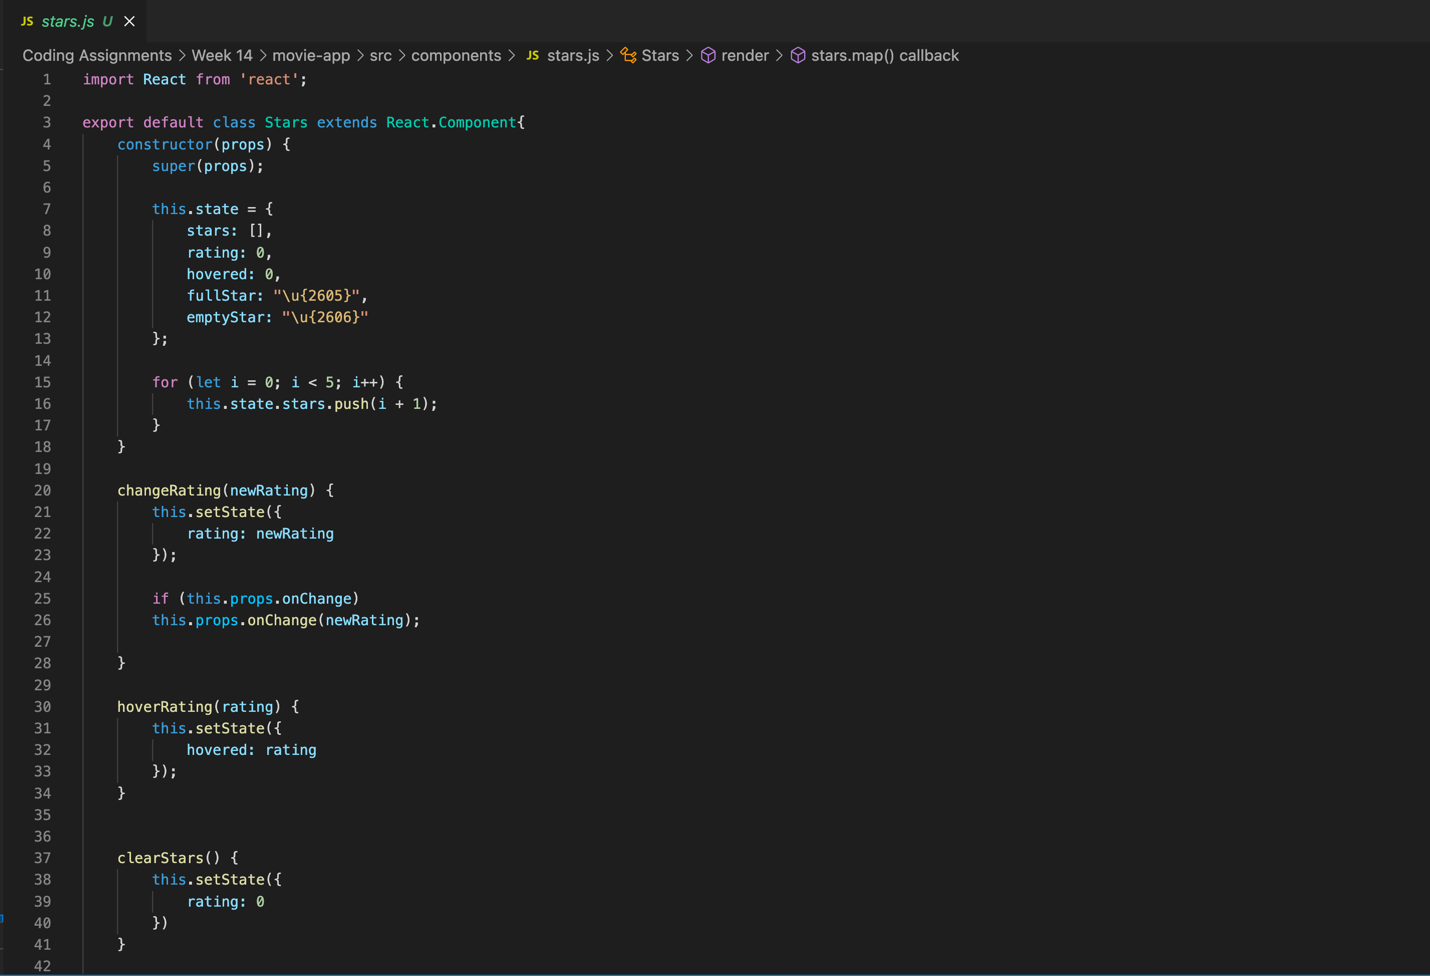 JS stars.js U ×
Coding Assignments > Week 14 > movie-app > src > components > JS stars.js > Stars > render > stars.map() callback
1 import React from 'react';
2
3 export default class Stars extends React.Component{
4     constructor(props) {
5         super(props);
6
7         this.state = {
8             stars: [],
9             rating: 0,
10             hovered: 0,
11             fullStar: "\u{2605}",
12             emptyStar: "\u{2606}"
13         };
14
15         for (let i = 0; i < 5; i++) {
16             this.state.stars.push(i + 1);
17         }
18     }
19
20     changeRating(newRating) {
21         this.setState({
22             rating: newRating
23         });
24
25         if (this.props.onChange)
26         this.props.onChange(newRating);
27
28     }
29
30     hoverRating(rating) {
31         this.setState({
32             hovered: rating
33         });
34     }
35
36
37     clearStars() {
38         this.setState({
39             rating: 0
40         })
41     }
42